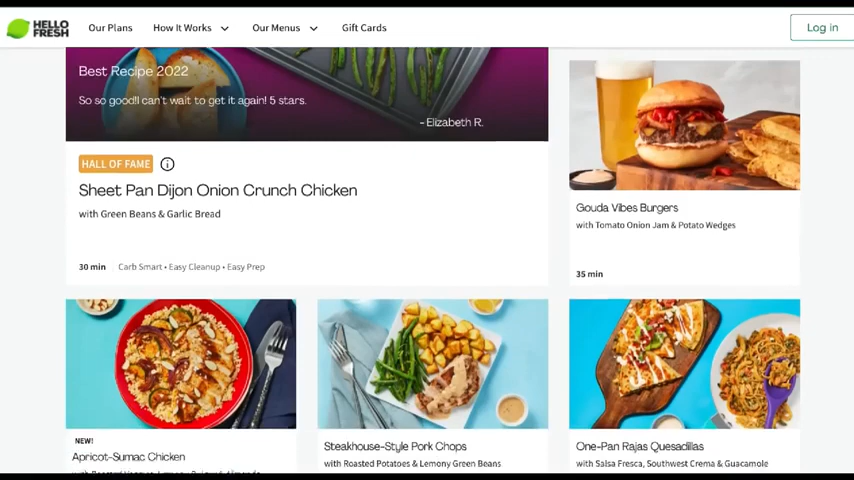 HELLO
FRESH
Our Plans
How It Works
Our Menus
Gift Cards
Log in
Best Recipe 2022
So so good!I can't wait to get it again! 5 stars.
- Elizabeth R.
HALL OF FAME
Sheet Pan Dijon Onion Crunch Chicken
with Green Beans & Garlic Bread
30 min
Carb Smart • Easy Cleanup • Easy Prep
Gouda Vibes Burgers
with Tomato Onion Jam & Potato Wedges
35 min
NEW!
Apricot-Sumac Chicken
Steakhouse-Style Pork Chops
with Roasted Potatoes & Lemony Green Beans
One-Pan Rajas Quesadillas
with Salsa Fresca, Southwest Crema & Guacamole